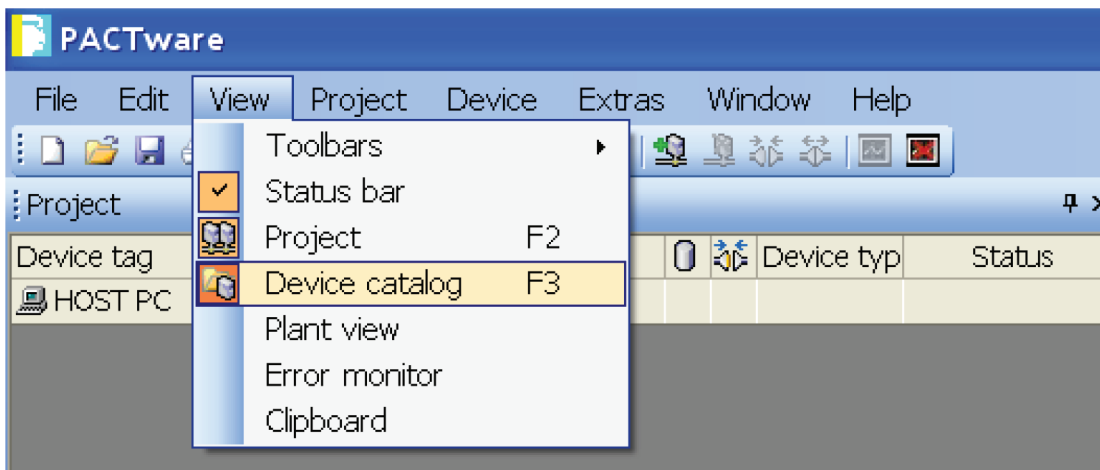 PACTware
File Edit View Project Device Extras Window Help
Toolbars
Status bar
Project
Project F2
Device tag Device typ Status
Device catalog F3
HOST PC
Plant view
Error monitor
Clipboard